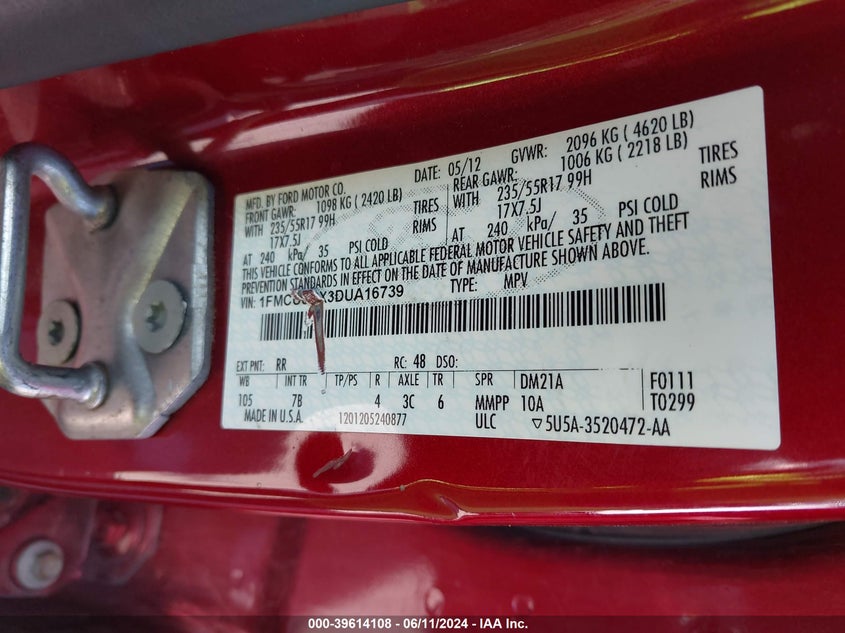 MFD. BY FORD MOTOR CO.
DATE: 05/12 GVWR: 2096 KG ( 4620 LB)
FRONT GAWR: 1098 KG ( 2420 LB)
REAR GAWR: 1006 KG ( 2218 LB)
WITH 235/55R17 99H TIRES
WITH 235/55R17 99H TIRES
17X7.5J RIMS
17X7.5J RIMS
AT 240 kPa/ 35 PSI COLD
AT 240 kPa/ 35 PSI COLD
THIS VEHICLE CONFORMS TO ALL APPLICABLE FEDERAL MOTOR VEHICLE SAFETY AND THEFT
PREVENTION STANDARDS IN EFFECT ON THE DATE OF MANUFACTURE SHOWN ABOVE.
VIN: TYPE: MPV
EXT PNT: RR RC: 48 DSO:
WB INT TR TP/PS R AXLE TR SPR DM21A F0111
105 7B 4 3C 6 MMPP 10A T0299
MADE IN U.S.A. 1201205240877 ULC ▽5U5A-3520472-AA
000-39614108 - 06/11/2024 - IAA Inc.